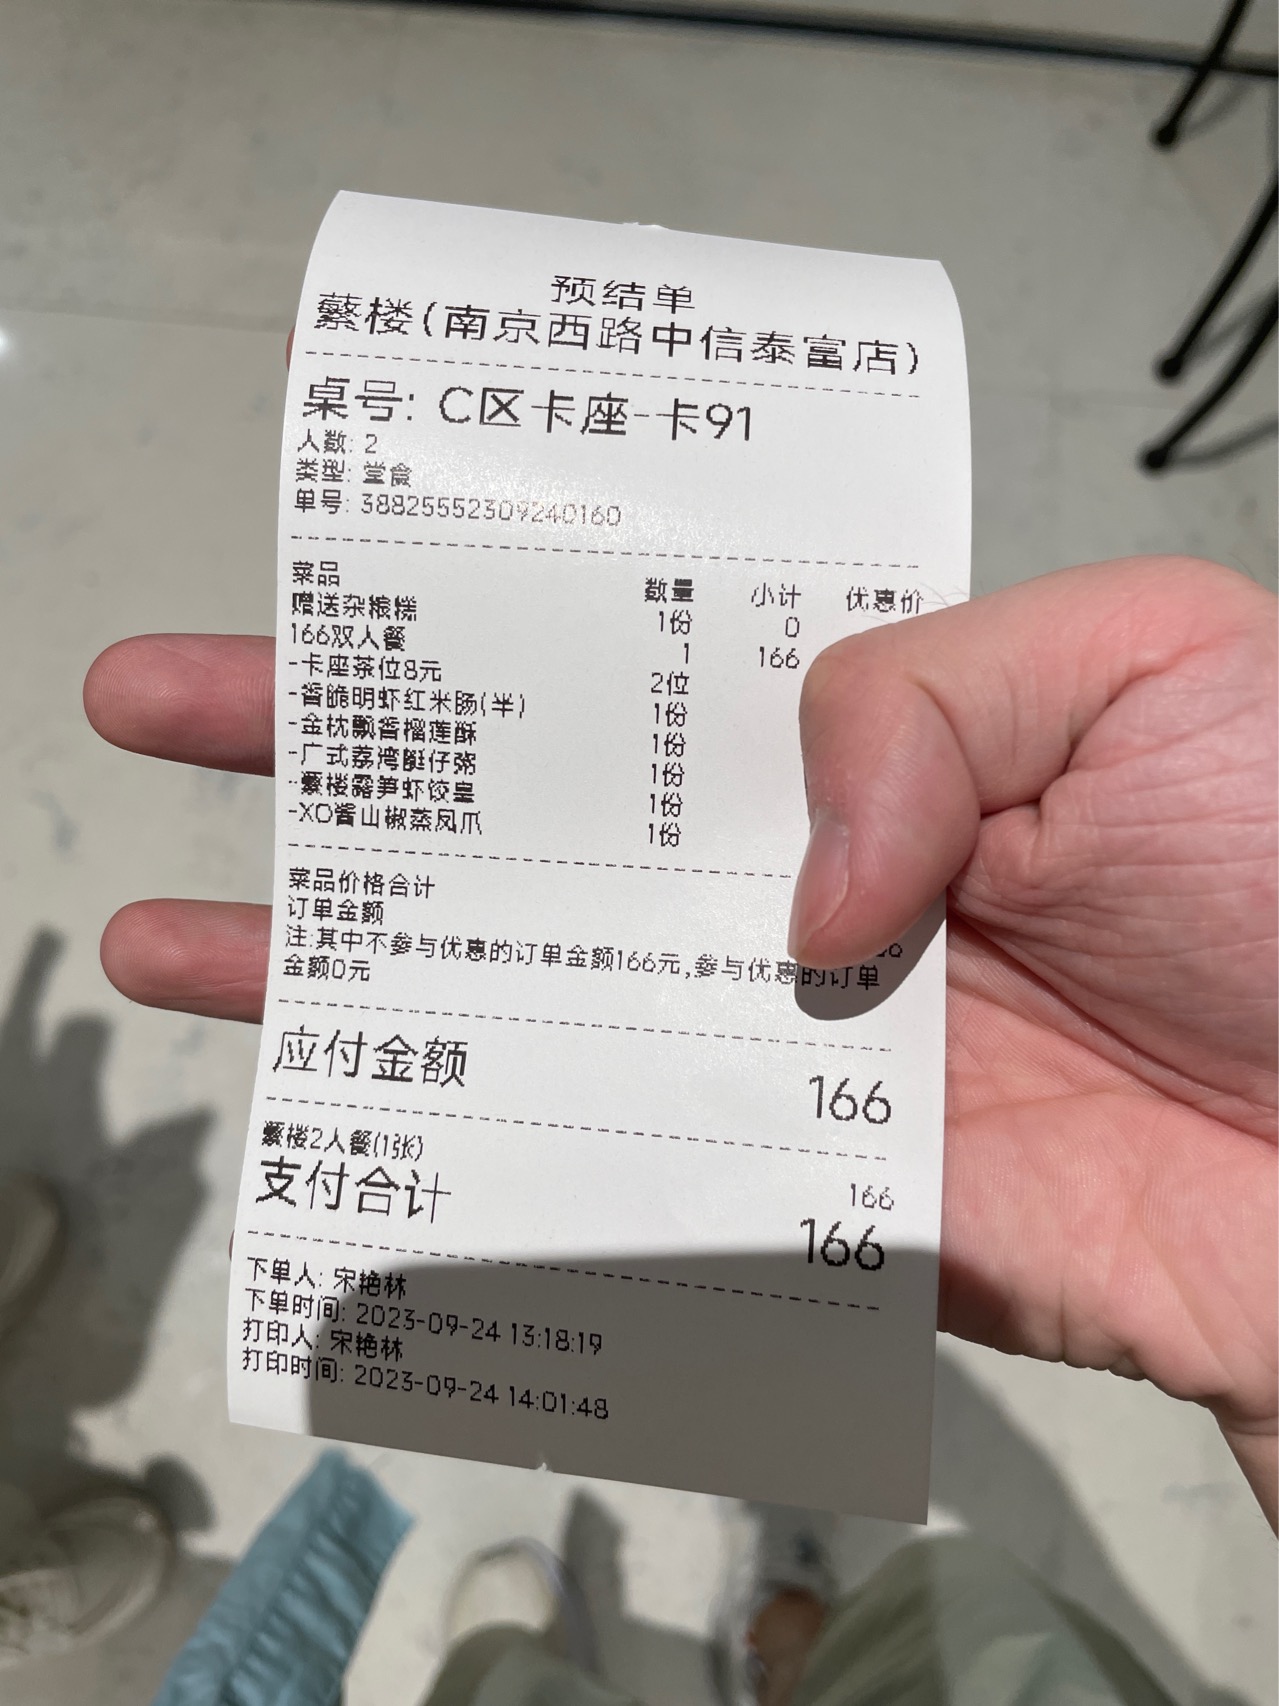 预结单
蘩楼(南京西路中信泰富店)
桌号: C区卡座-卡91
人数: 2
类型: 堂食
单号: 38825552309240160
菜品 数量 小计 优惠价
赠送杂粮糕 1份 0
166双人餐 1 166
-卡座茶位8元 2位
-香脆明虾红米肠(半) 1份
-金枕飘香榴莲酥 1份
-广式荔湾艇仔粥 1份
-蘩楼露笋虾饺皇 1份
-XO酱山椒蒸凤爪 1份
菜品价格合计
订单金额
注:其中不参与优惠的订单金额166元,参与优惠的订单
金额0元
应付金额 166
蘩楼2人餐(1张) 166
支付合计 166
下单人: 宋艳林
下单时间: 2023-09-24 13:18:19
打印人: 宋艳林
打印时间: 2023-09-24 14:01:48